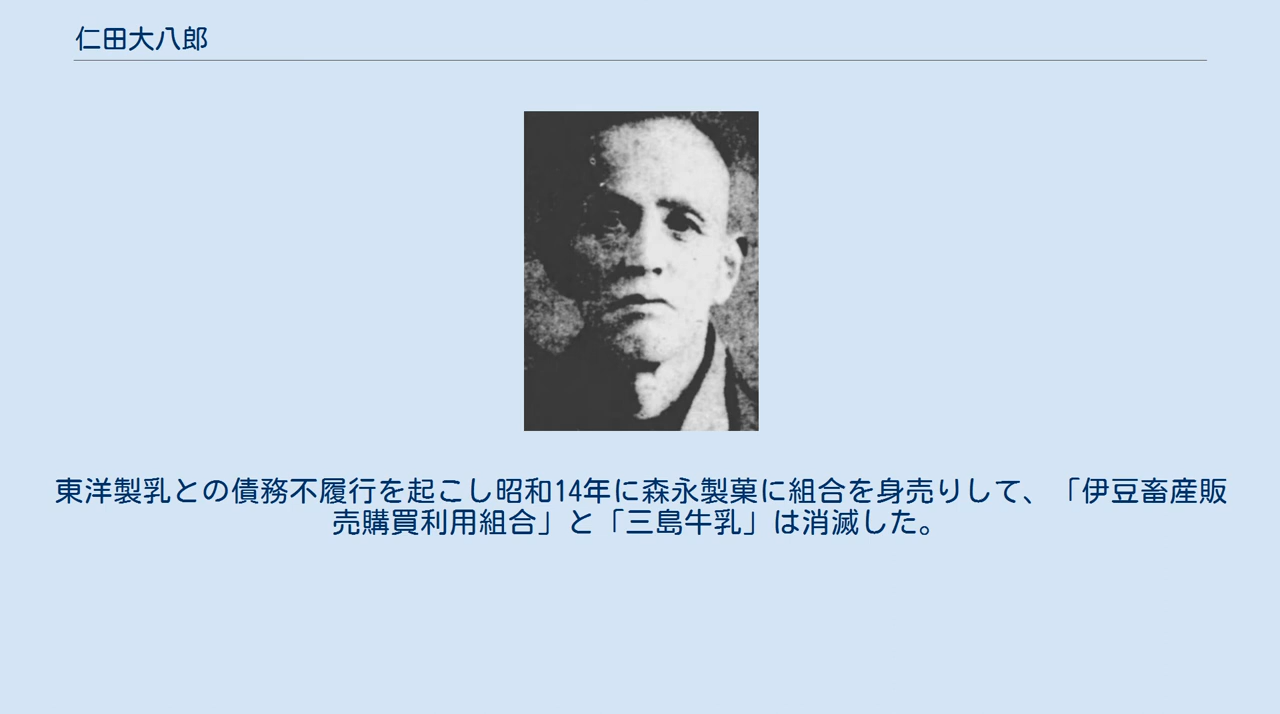 仁田大八郎
東洋製乳との債務不履行を起こし昭和14年に森永製菓に組合を身売りして、「伊豆畜産販
売購買利用組合」と「三島牛乳」は消滅した。